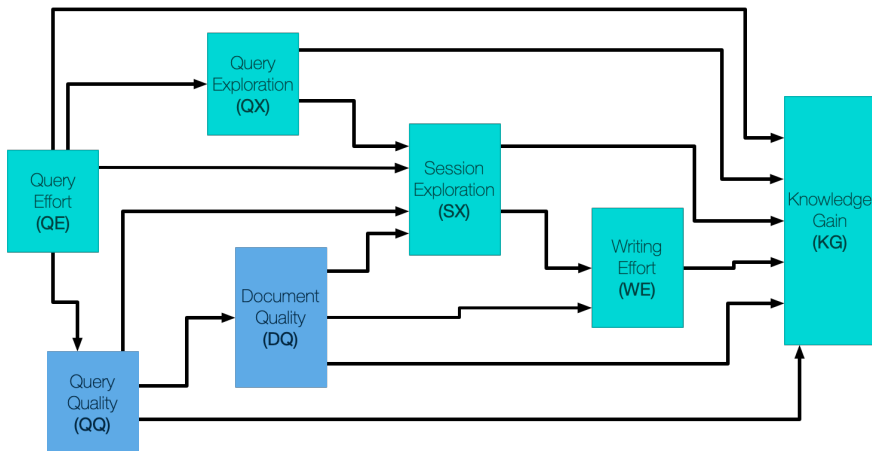 Query
Exploration
(QX)
Query
Effort
(QE)
Session
Exploration
(SX)
Knowledge
Gain
(KG)
Writing
Effort
(WE)
Document
Quality
(DQ)
Query
Quality
(QQ)